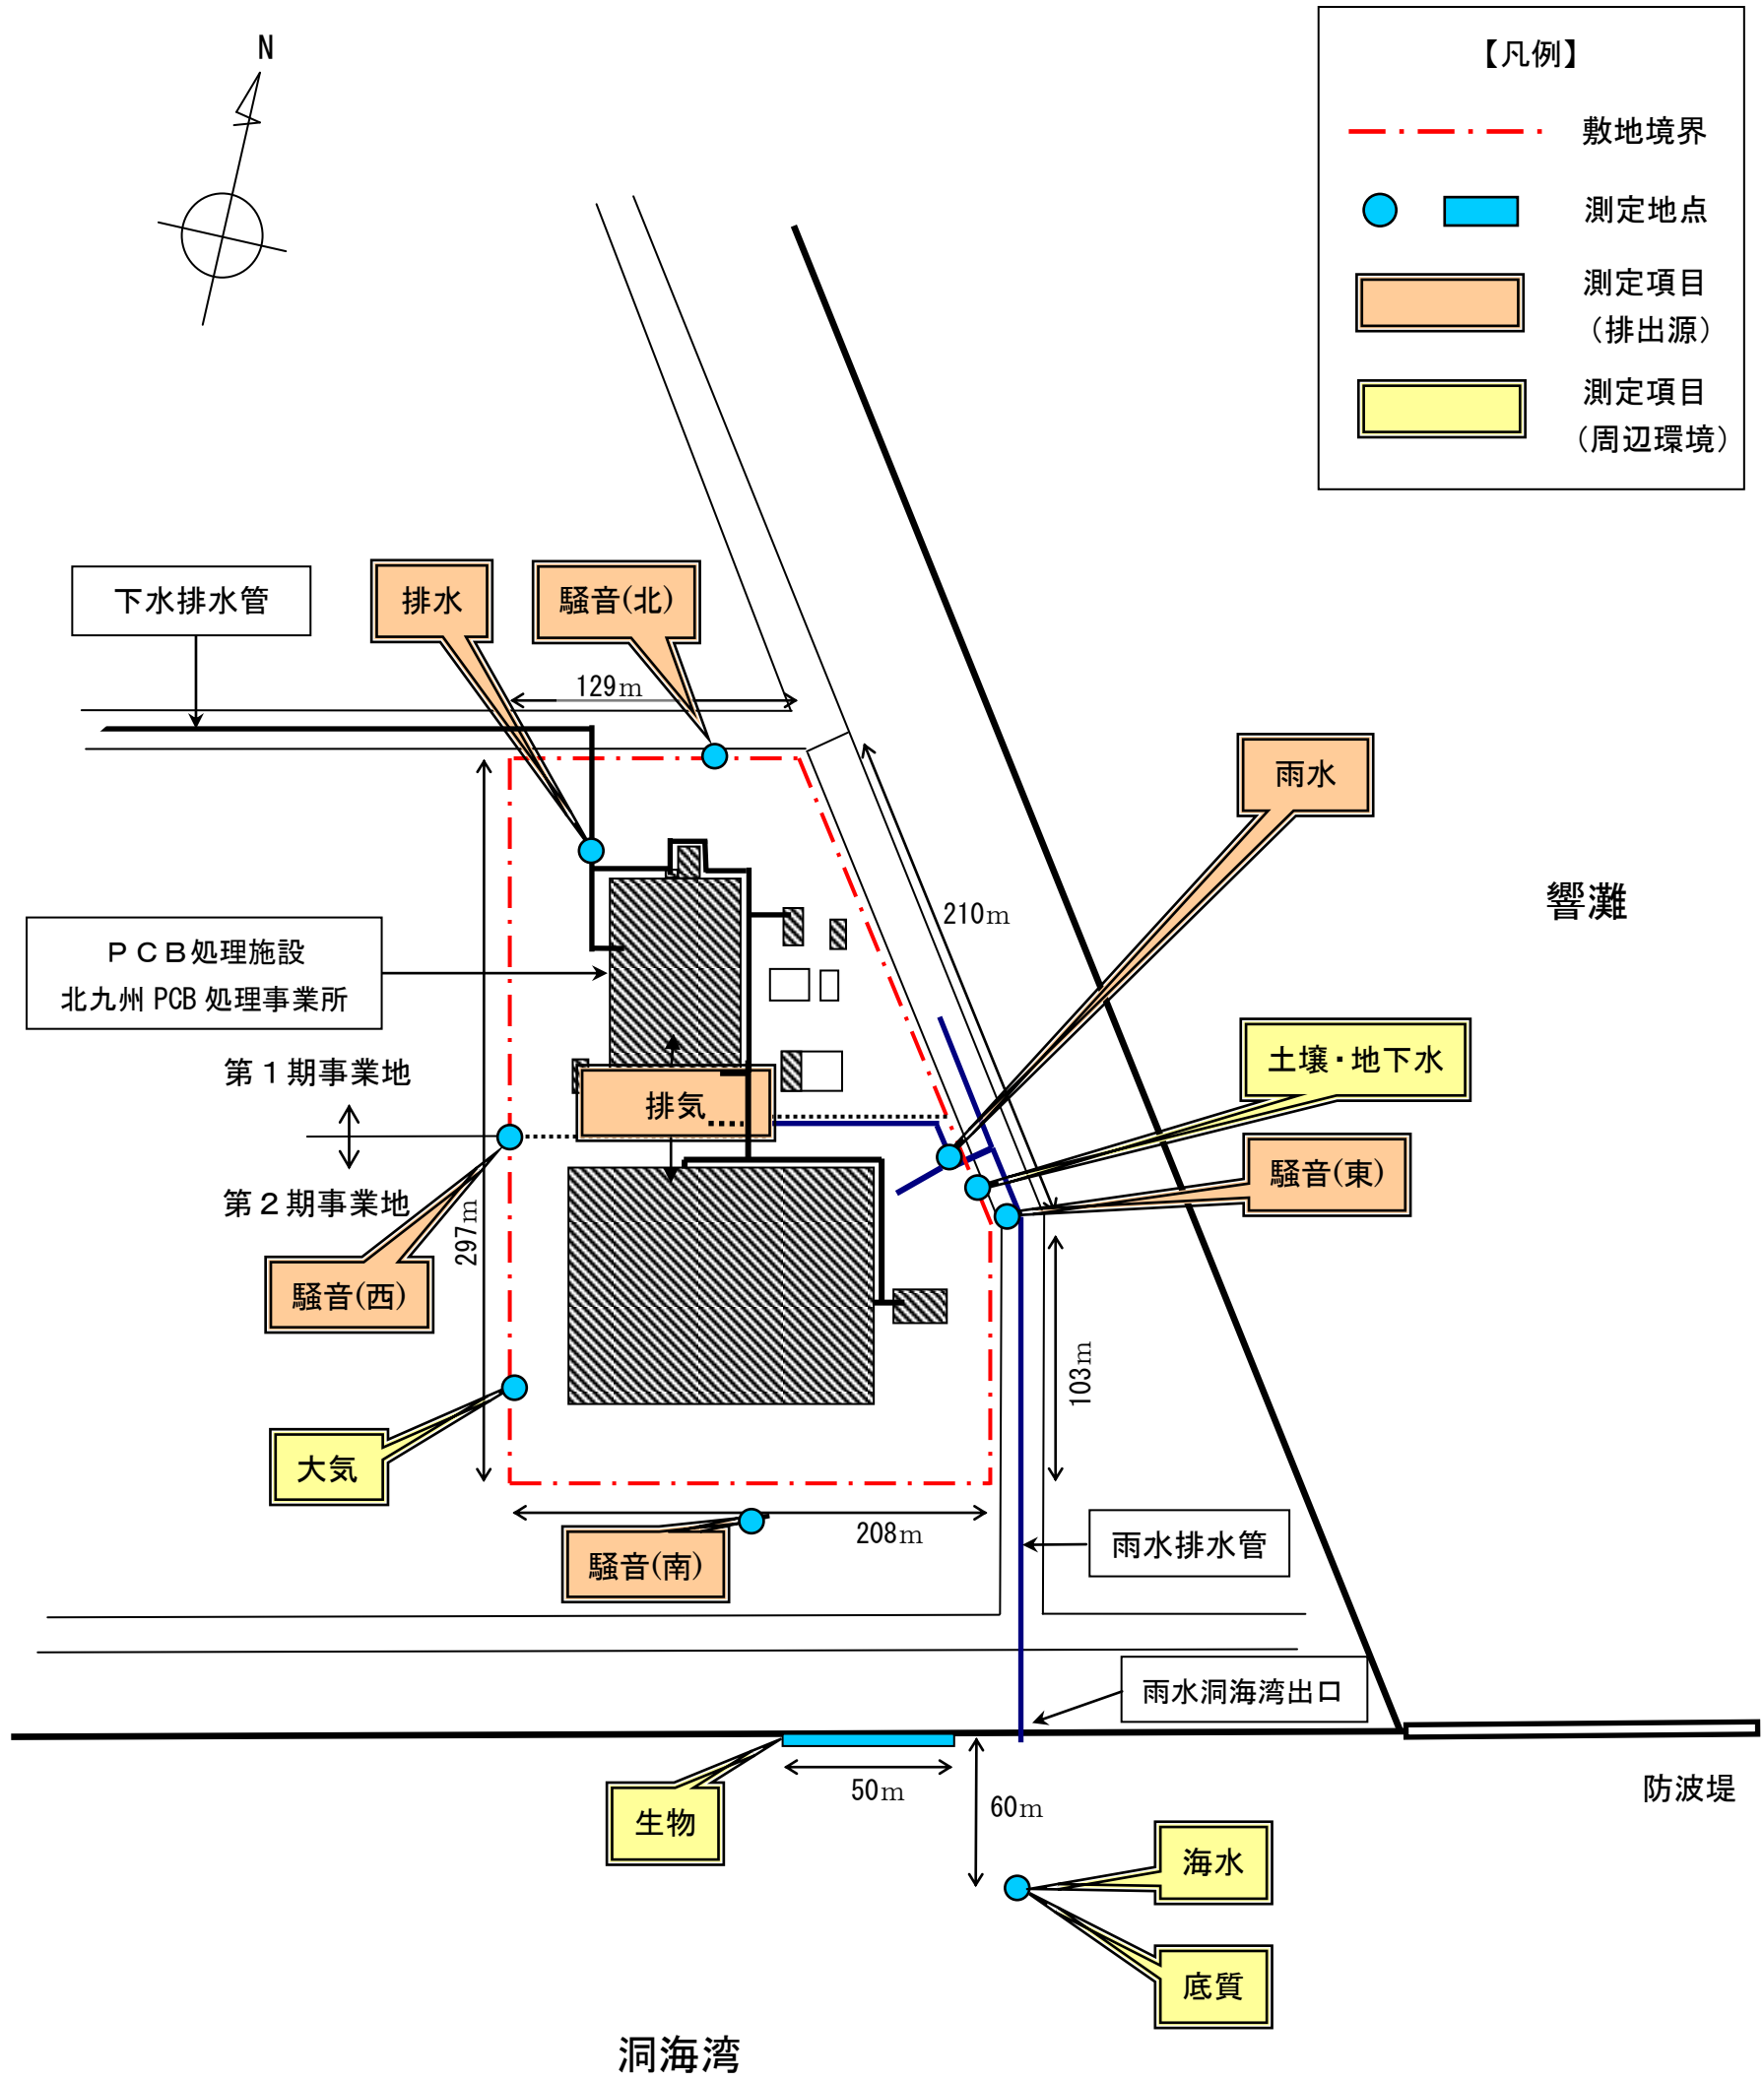 N
【凡例】
敷地境界
測定地点
測定項目
（排出源）
測定項目
（周辺環境）
下水排水管
排水
騒音(北)
129m
雨水
響灘
210m
ＰＣＢ処理施設
北九州 PCB 処理事業所
土壌・地下水
第１期事業地
排気
騒音(東)
第２期事業地
297m
騒音(西)
103m
大気
208m
雨水排水管
騒音(南)
雨水洞海湾出口
50m
60m
防波堤
生物
海水
底質
洞海湾